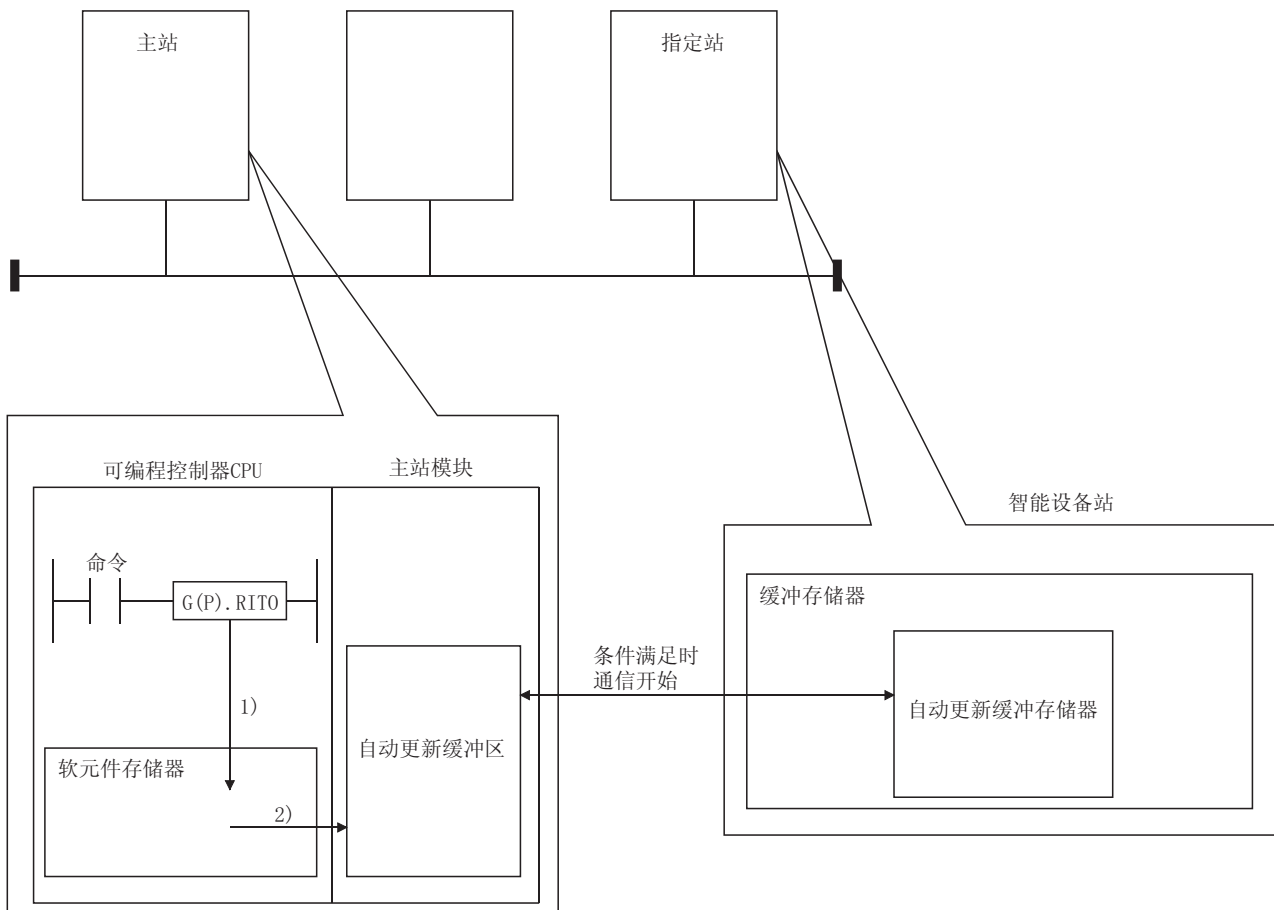 主站
指定站
可编程控制器CPU
主站模块
智能设备站
命令
G(P).RITO
缓冲存储器
条件满足时
通信开始
1)
自动更新缓冲存储器
自动更新缓冲区
软元件存储器
2)